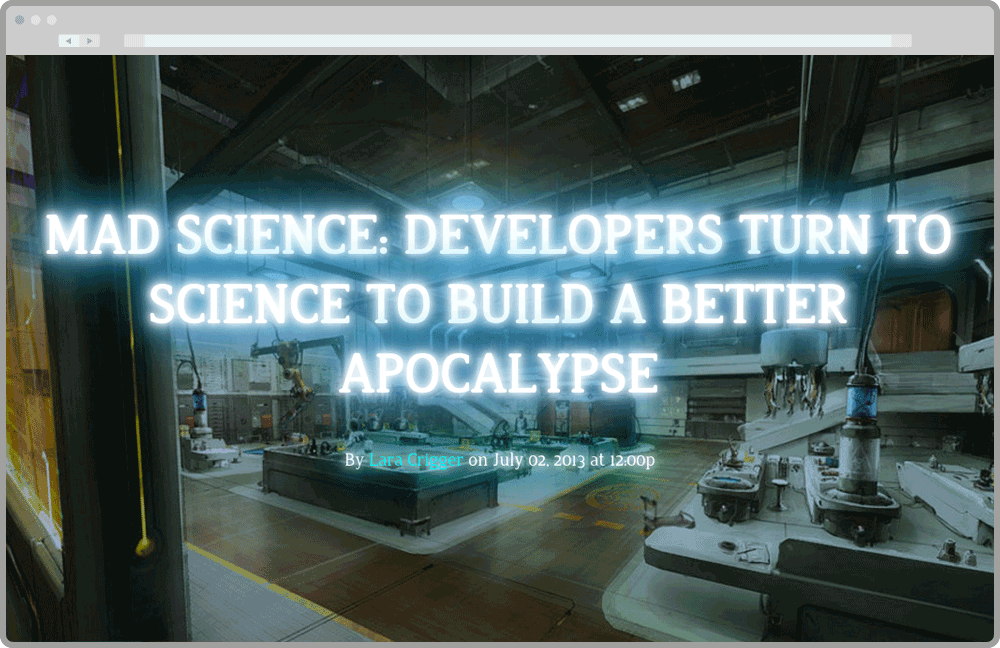 MAD SCIENCE: DEVELOPERS TURN TO
SCIENCE TO BUILD A BETTER
APOCALYPSE
By Lara Crigger on July 02, 2013 at 12:00p